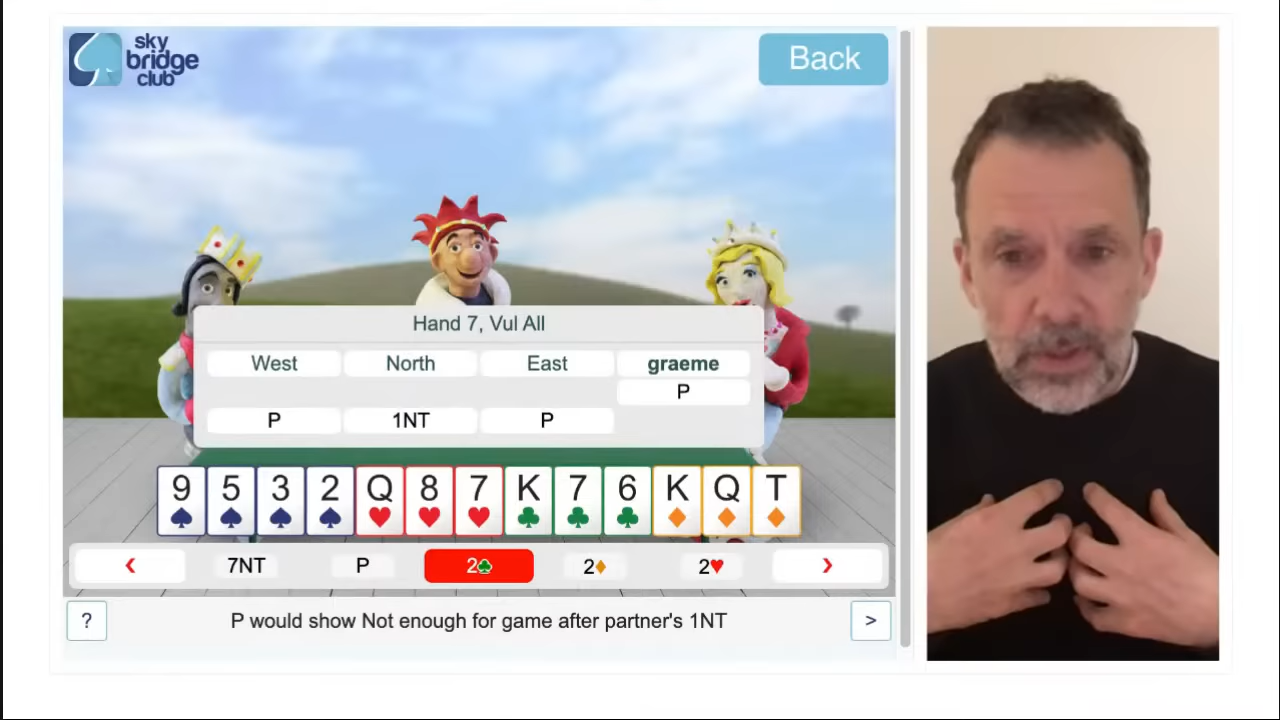 sky
bridge
club
Back
Hand 7, Vul All
West North East graeme
P
P 1NT P
9♠ 5♠ 3♠ 2♠ Q♥ 8♥ 7♥ K♣ 7♣ 6♣ K♦ Q♦ T♦
< 7NT P 2♣ 2♦ 2♥ >
? P would show Not enough for game after partner's 1NT >